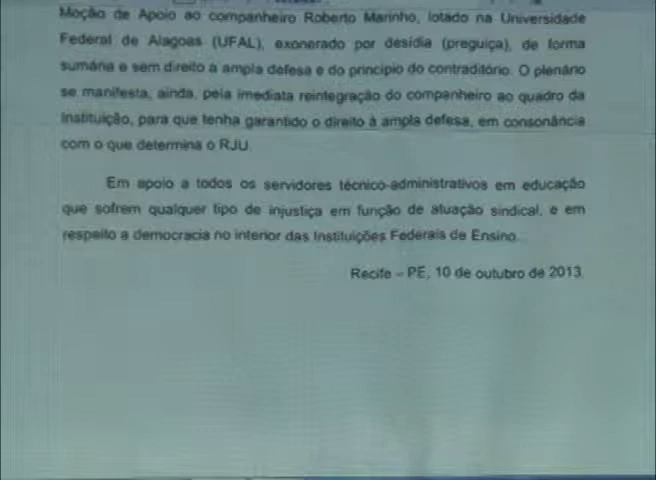 Moção de Apoio ao companheiro Roberto Marinho, lotado na Universidade
Federal de Alagoas (UFAL), exonerado por desídia (preguiça), de forma
sumária e sem direito à ampla defesa e do princípio do contraditório. O plenário
se manifesta, ainda, pela imediata reintegração do companheiro ao quadro da
Instituição, para que tenha garantido o direito à ampla defesa, em consonância
com o que determina o RJU.
Em apoio a todos os servidores técnico-administrativos em educação
que sofrem qualquer tipo de injustiça em função de atuação sindical, e em
respeito a democracia no interior das Instituições Federais de Ensino.
Recife – PE, 10 de outubro de 2013.